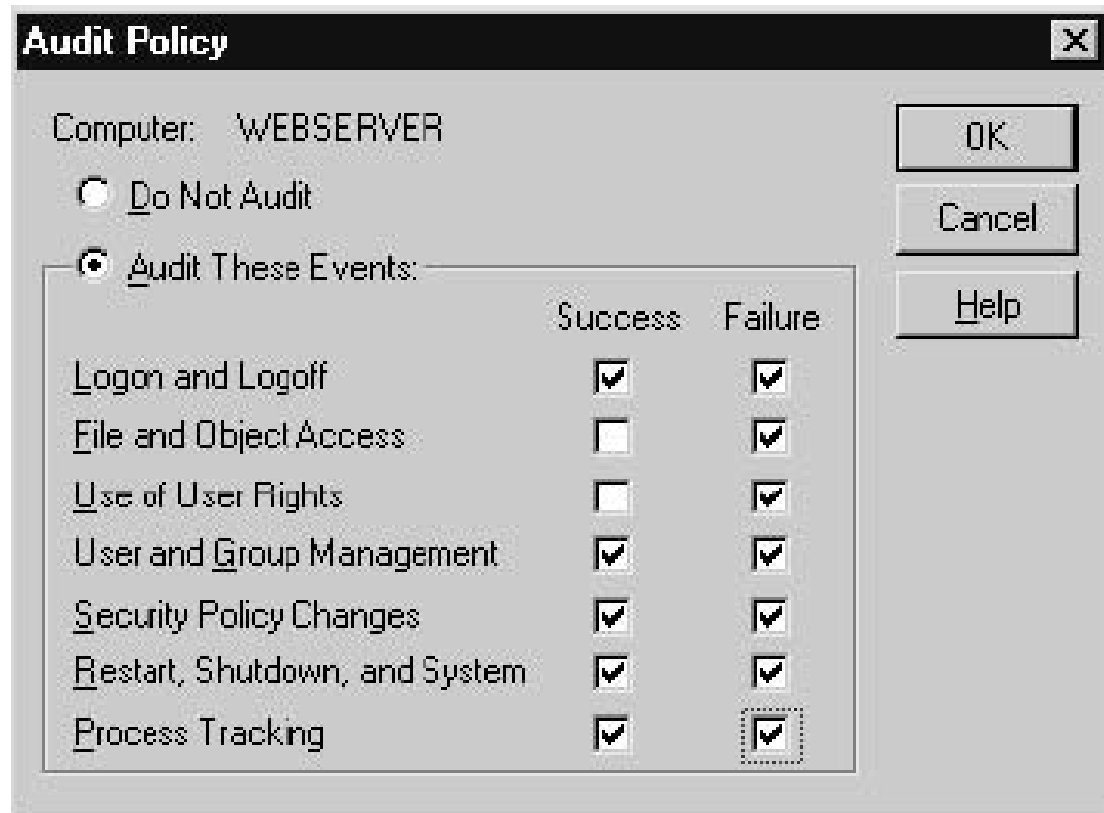 Audit Policy
Computer: WEBSERVER
OK
Do Not Audit
Cancel
Audit These Events:
Help
Success Failure
Logon and Logoff
File and Object Access
Use of User Rights
User and Group Management
Security Policy Changes
Restart, Shutdown, and System
Process Tracking